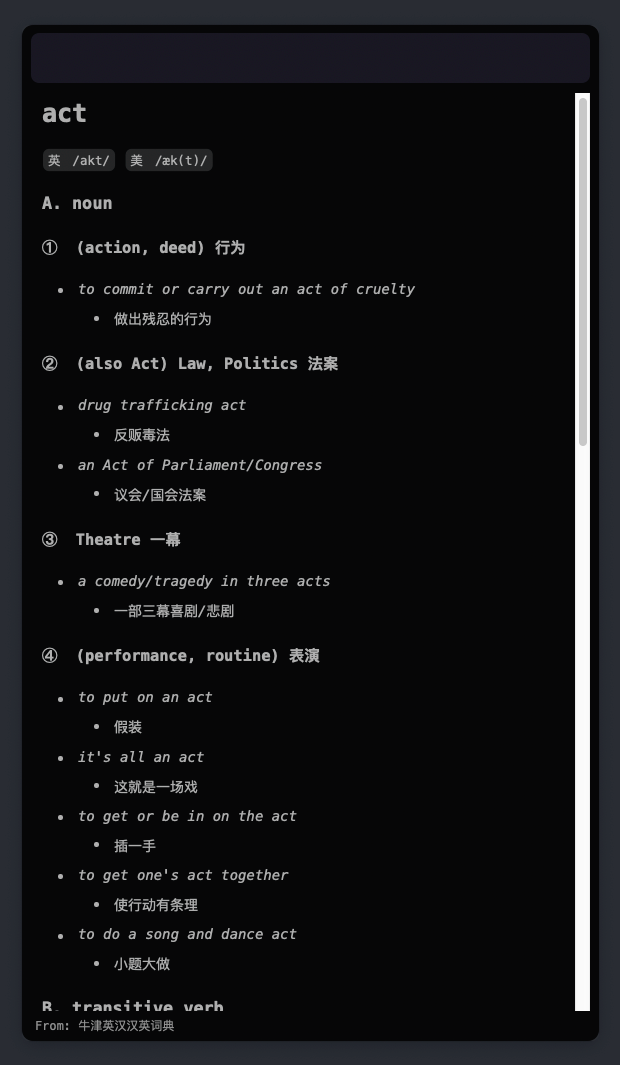 act
英 /akt/ 美 /æk(t)/
A. noun
① (action, deed) 行为
• to commit or carry out an act of cruelty
• 做出残忍的行为
② (also Act) Law, Politics 法案
• drug trafficking act
• 反贩毒法
• an Act of Parliament/Congress
• 议会/国会法案
③ Theatre 一幕
• a comedy/tragedy in three acts
• 一部三幕喜剧/悲剧
④ (performance, routine) 表演
• to put on an act
• 假装
• it's all an act
• 这就是一场戏
• to get or be in on the act
• 插一手
• to get one's act together
• 使行动有条理
• to do a song and dance act
• 小题大做
B. transitive verb
From: 牛津英汉汉英词典